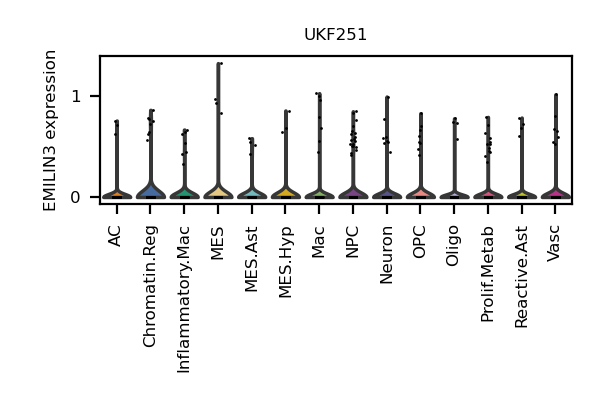 UKF251
EMILIN3 expression
1
0
AC
Chromatin.Reg
Inflammatory.Mac
MES
MES.Ast
MES.Hyp
Mac
NPC
Neuron
OPC
Oligo
Prolif.Metab
Reactive.Ast
Vasc